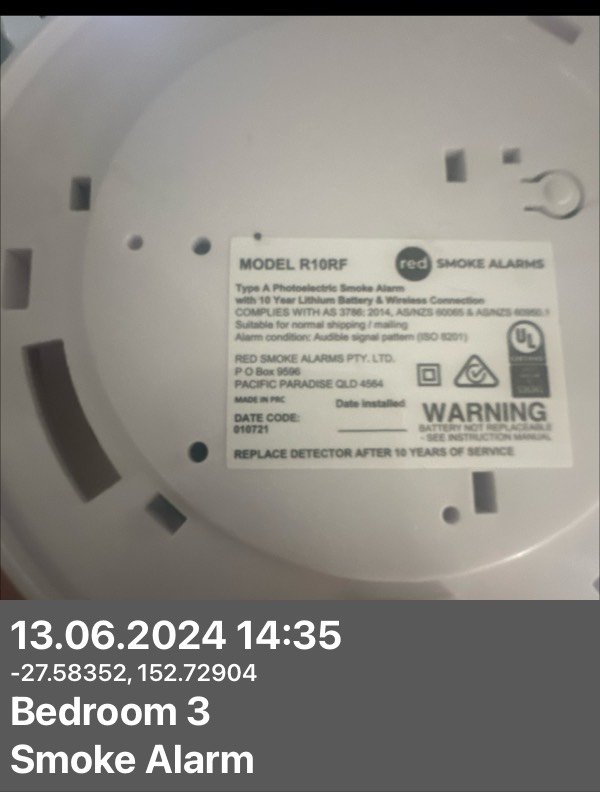 MODEL R10RF
red SMOKE ALARMS
Type A Photoelectric Smoke Alarm
with 10 Year Lithium Battery & Wireless Connection
COMPLIES WITH AS 3786: 2014, AS/NZS 60065 & AS/NZS 60950.1
Suitable for normal shipping / mailing
Alarm condition: Audible signal pattern (ISO 8201)
RED SMOKE ALARMS PTY. LTD.
P O Box 9596
PACIFIC PARADISE QLD 4564
MADE IN PRC
DATE CODE:
010721
Date Installed
UL
WARNING
BATTERY NOT REPLACEABLE
- SEE INSTRUCTION MANUAL
REPLACE DETECTOR AFTER 10 YEARS OF SERVICE
13.06.2024 14:35
-27.58352, 152.72904
Bedroom 3
Smoke Alarm